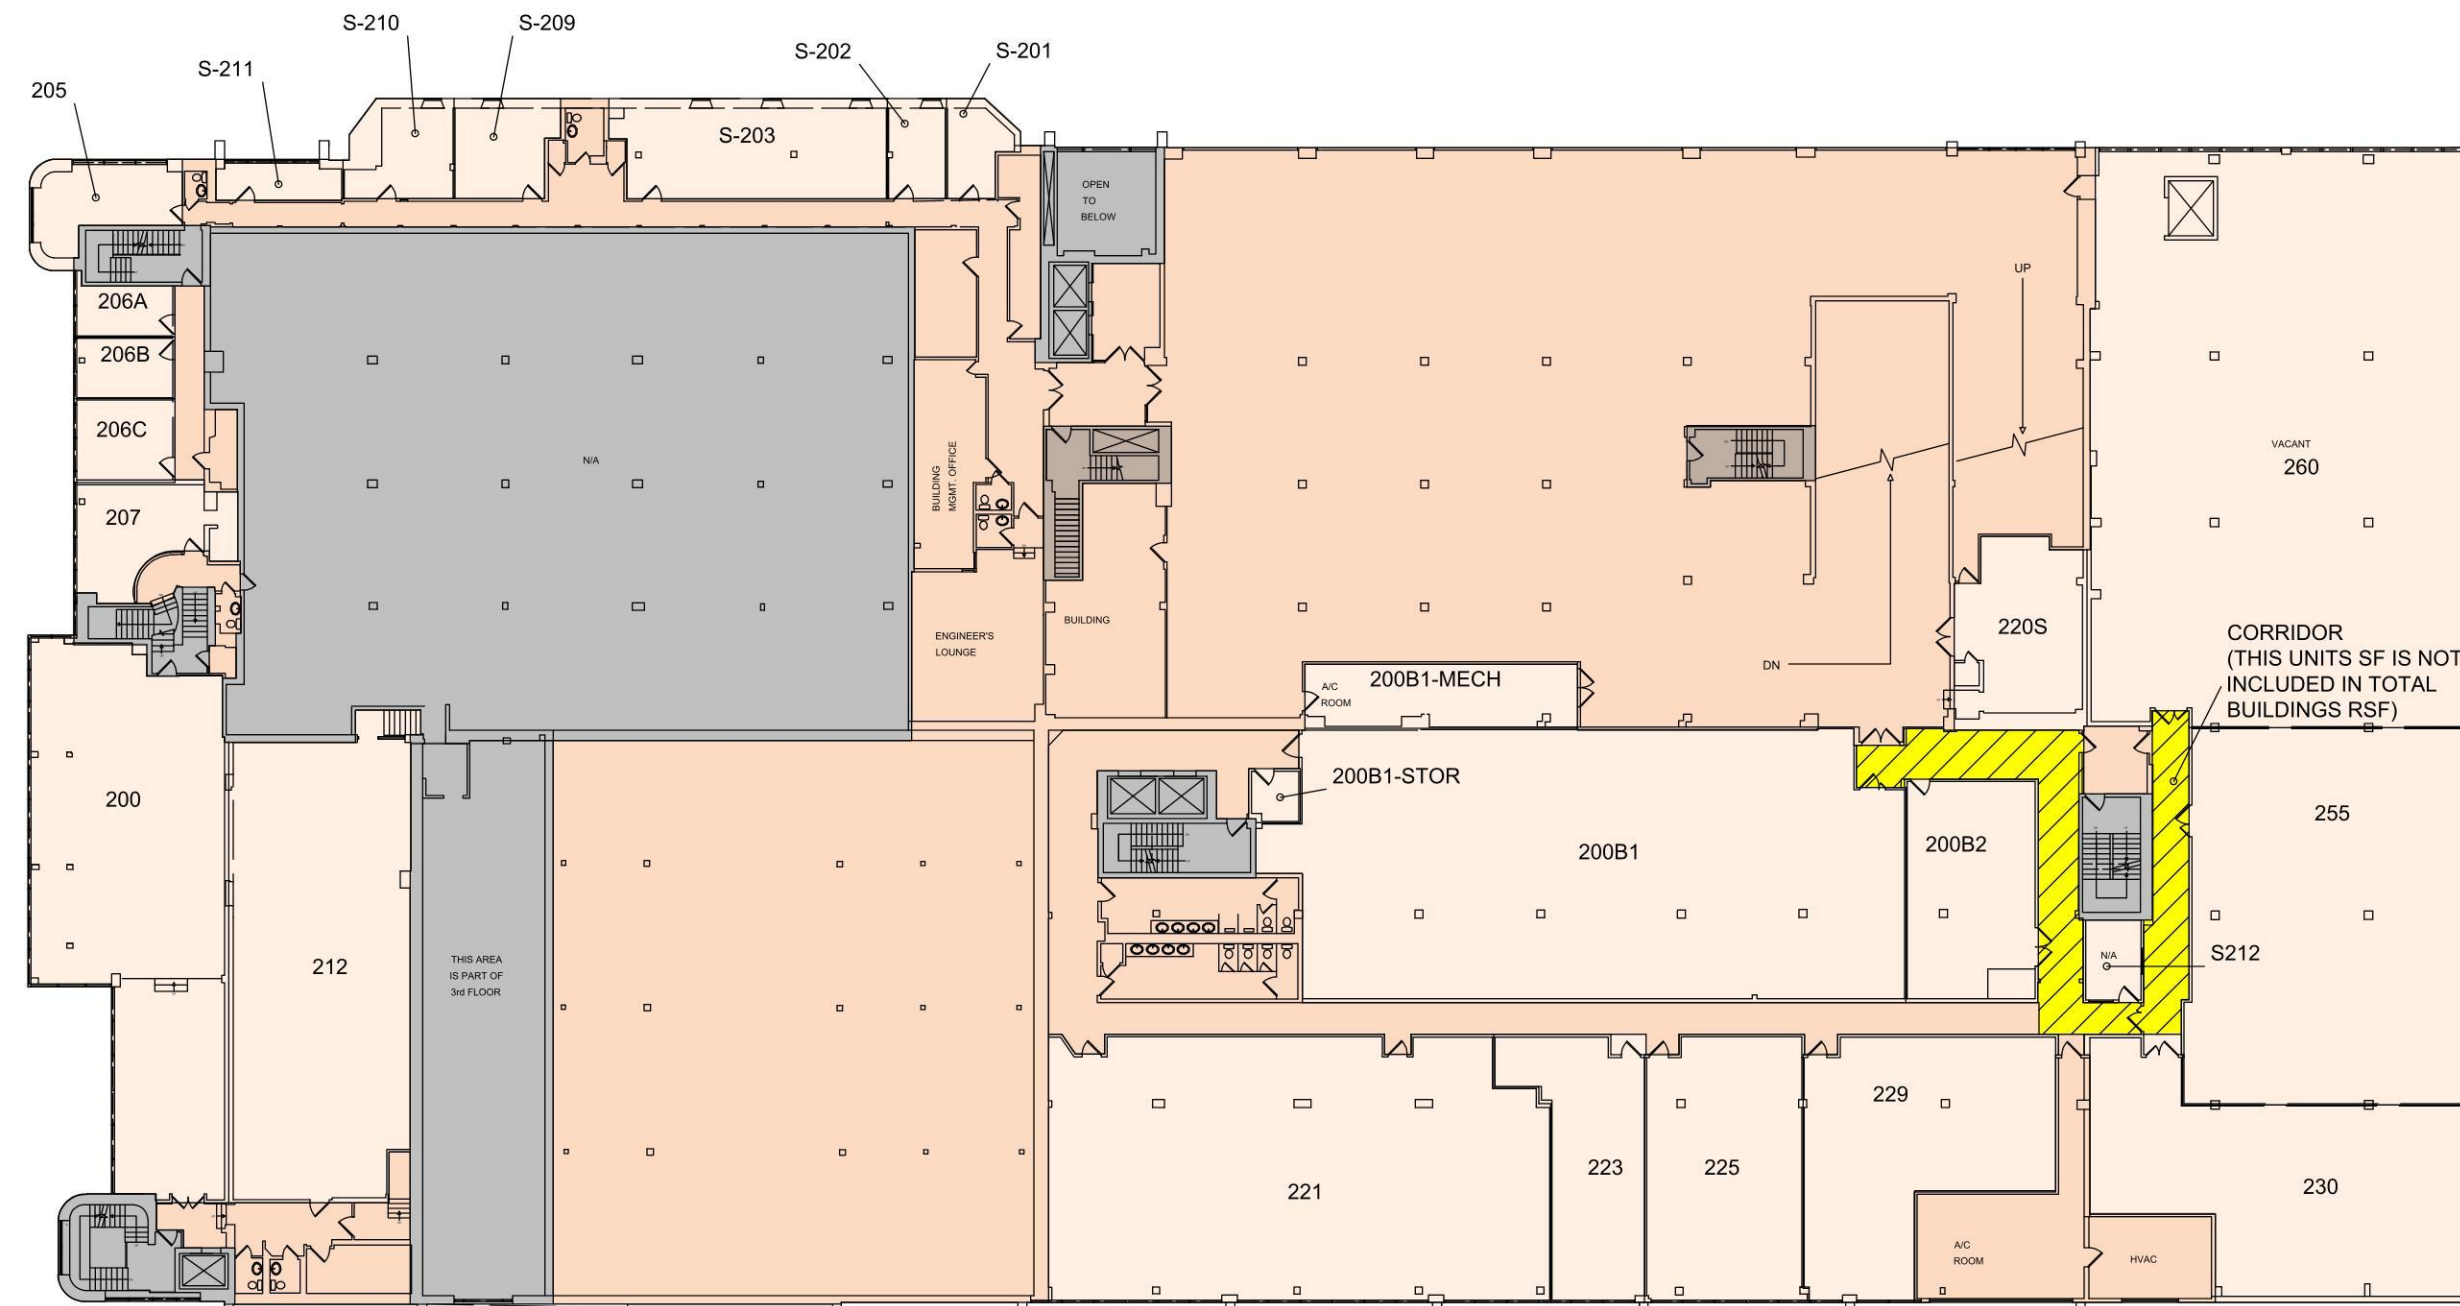 S-210
S-209
S-202
S-201
S-211
205
S-203
OPEN
TO
BELOW
UP
206A
206B
206C
N/A
BUILDING
MGMT. OFFICE
VACANT
260
207
ENGINEER'S
LOUNGE
BUILDING
220S
CORRIDOR
(THIS UNITS SF IS NOT
INCLUDED IN TOTAL
BUILDINGS RSF)
DN
A/C
ROOM
200B1-MECH
200B1-STOR
200
255
200B1
200B2
212
THIS AREA
IS PART OF
3rd FLOOR
N/A
S212
229
223
225
221
230
A/C
ROOM
HVAC